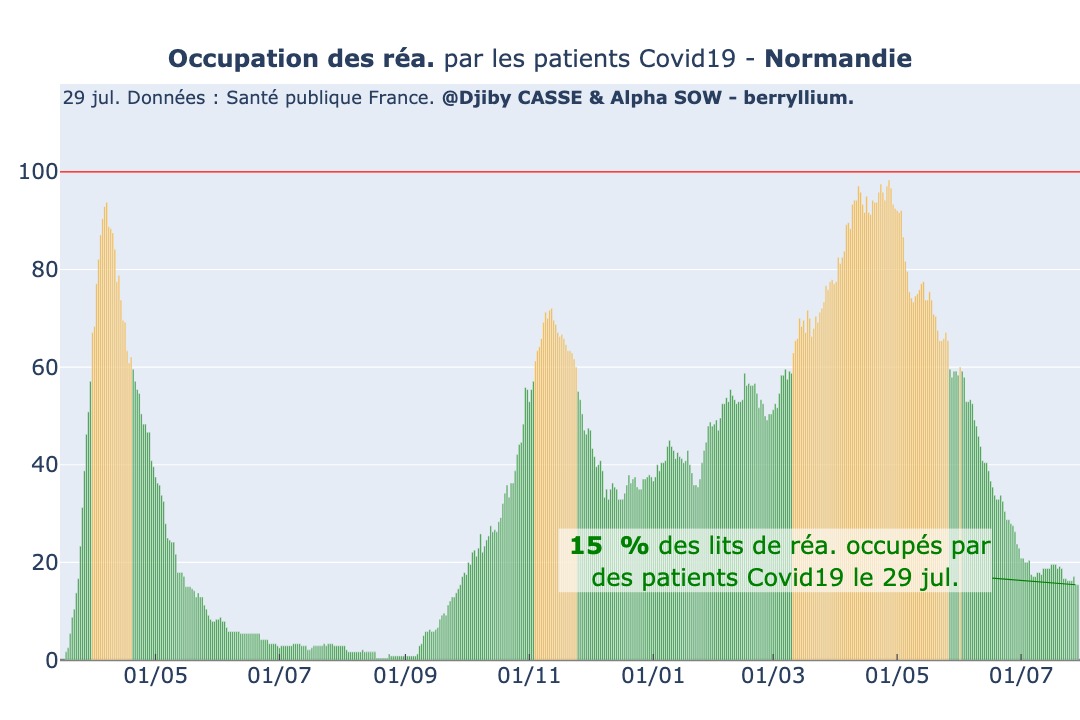 Occupation des réa. par les patients Covid19 - Normandie
29 jul. Données : Santé publique France. @Djiby CASSE & Alpha SOW - berryllium.
100
80
60
40
20
0
15 % des lits de réa. occupés par
des patients Covid19 le 29 jul.
01/05 01/07 01/09 01/11 01/01 01/03 01/05 01/07